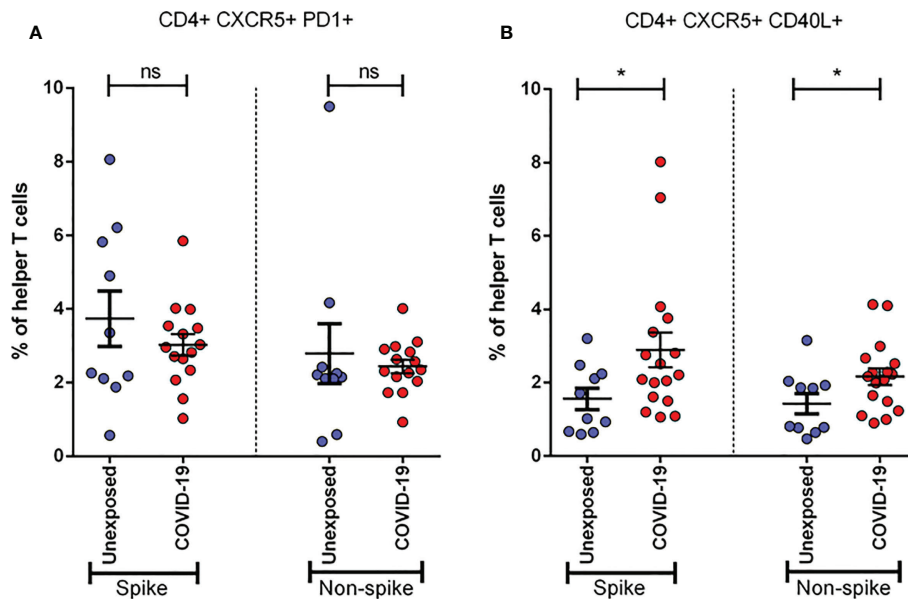 A
CD4+ CXCR5+ PD1+
ns
ns
% of helper T cells
10
8
6
4
2
0
Unexposed
COVID-19
Unexposed
COVID-19
Spike
Non-spike
B
CD4+ CXCR5+ CD40L+
*
*
% of helper T cells
10
8
6
4
2
0
Unexposed
COVID-19
Unexposed
COVID-19
Spike
Non-spike